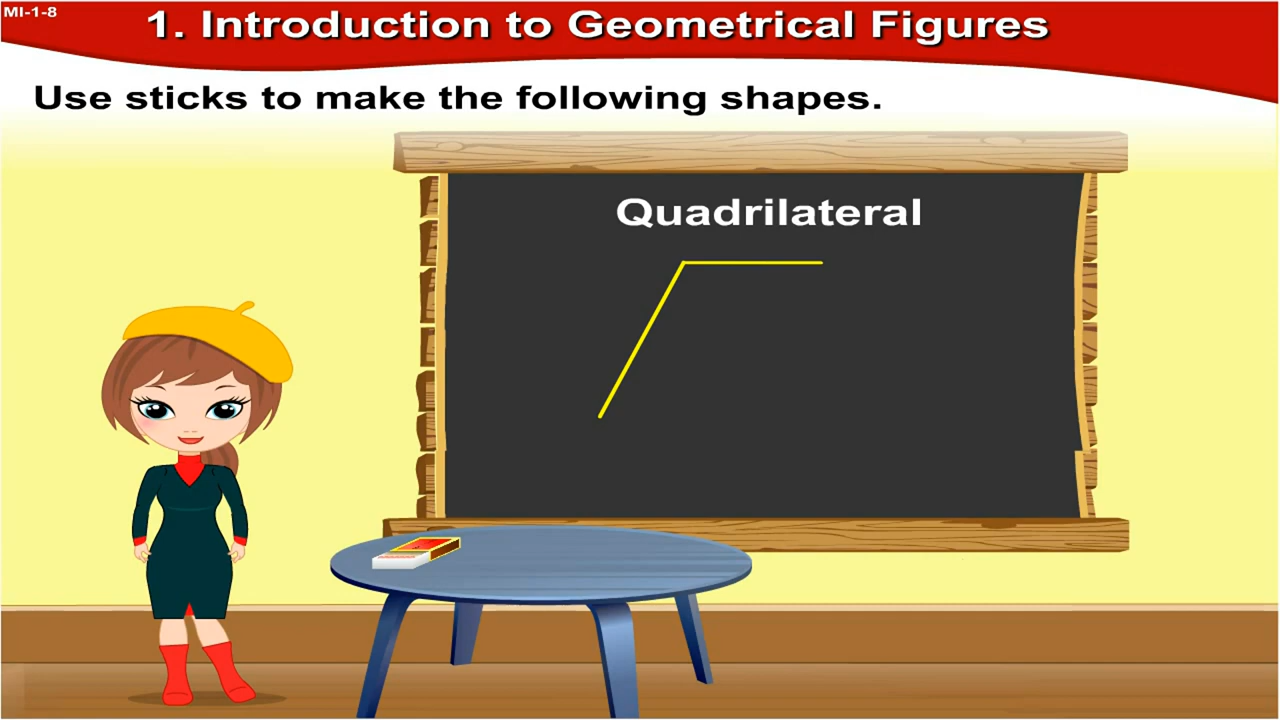 MI-1-8
1. Introduction to Geometrical Figures
Use sticks to make the following shapes.
Quadrilateral